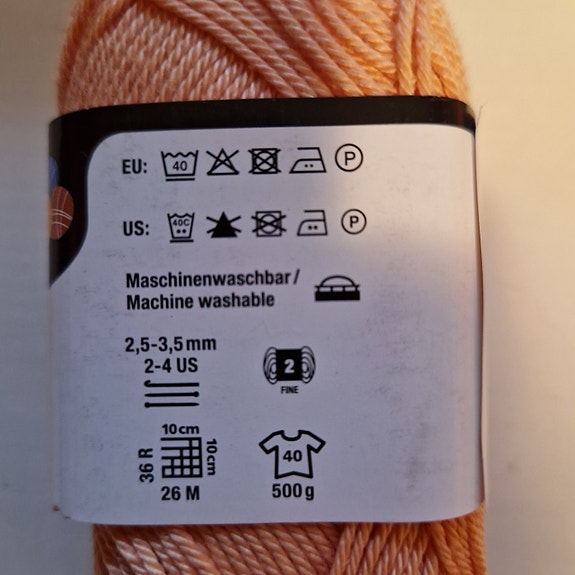 EU: 40 P
US: 40C P
Maschinenwaschbar/
Machine washable
2,5-3,5 mm
2-4 US
2
FINE
10cm
10cm
36 R
26 M
40
500 g